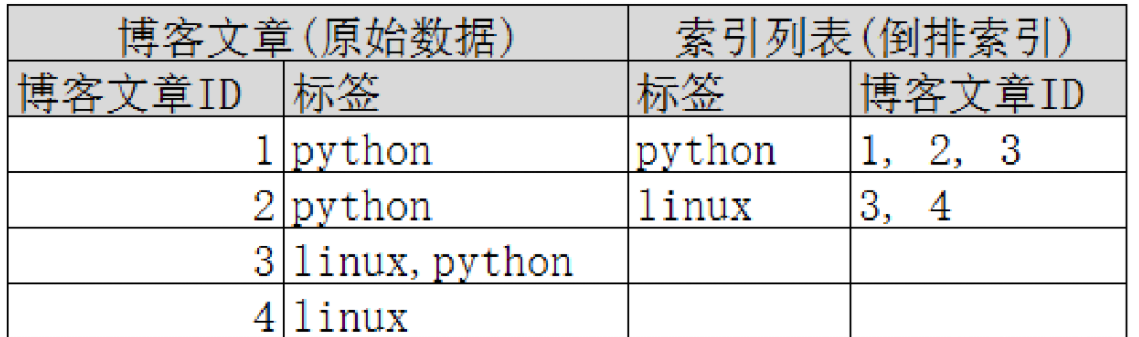 博客文章(原始数据) 索引列表(倒排索引)
博客文章ID 标签 标签 博客文章ID
1 python python 1, 2, 3
2 python linux 3, 4
3 linux,python
4 linux